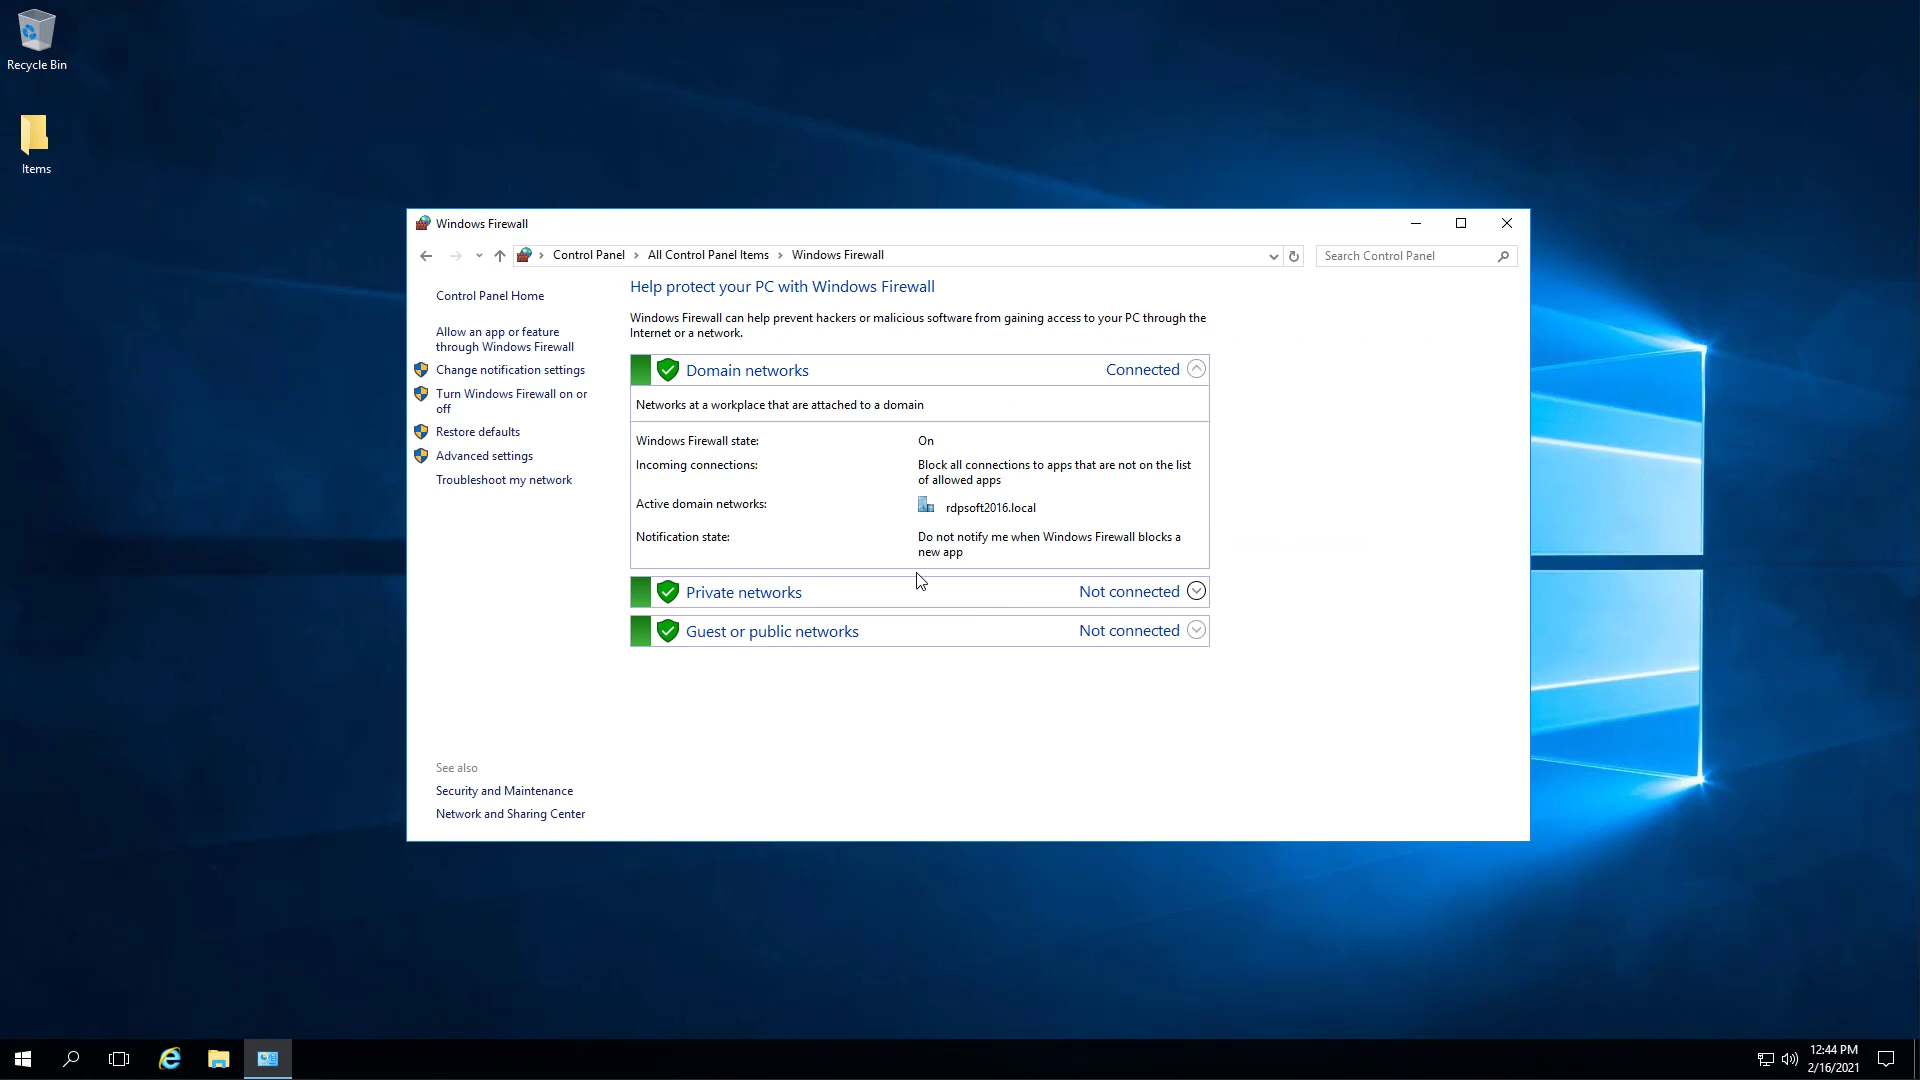 Recycle Bin
Items
Windows Firewall
Control Panel
All Control Panel Items
Windows Firewall
Search Control Panel
Control Panel Home
Allow an app or feature
through Windows Firewall
Change notification settings
Turn Windows Firewall on or
off
Restore defaults
Advanced settings
Troubleshoot my network
See also
Security and Maintenance
Network and Sharing Center
Help protect your PC with Windows Firewall
Windows Firewall can help prevent hackers or malicious software from gaining access to your PC through the
Internet or a network.
Domain networks Connected
Networks at a workplace that are attached to a domain
Windows Firewall state: On
Incoming connections: Block all connections to apps that are not on the list
of allowed apps
Active domain networks: rdpsoft2016.local
Notification state: Do not notify me when Windows Firewall blocks a
new app
Private networks Not connected
Guest or public networks Not connected
12:44 PM
2/16/2021